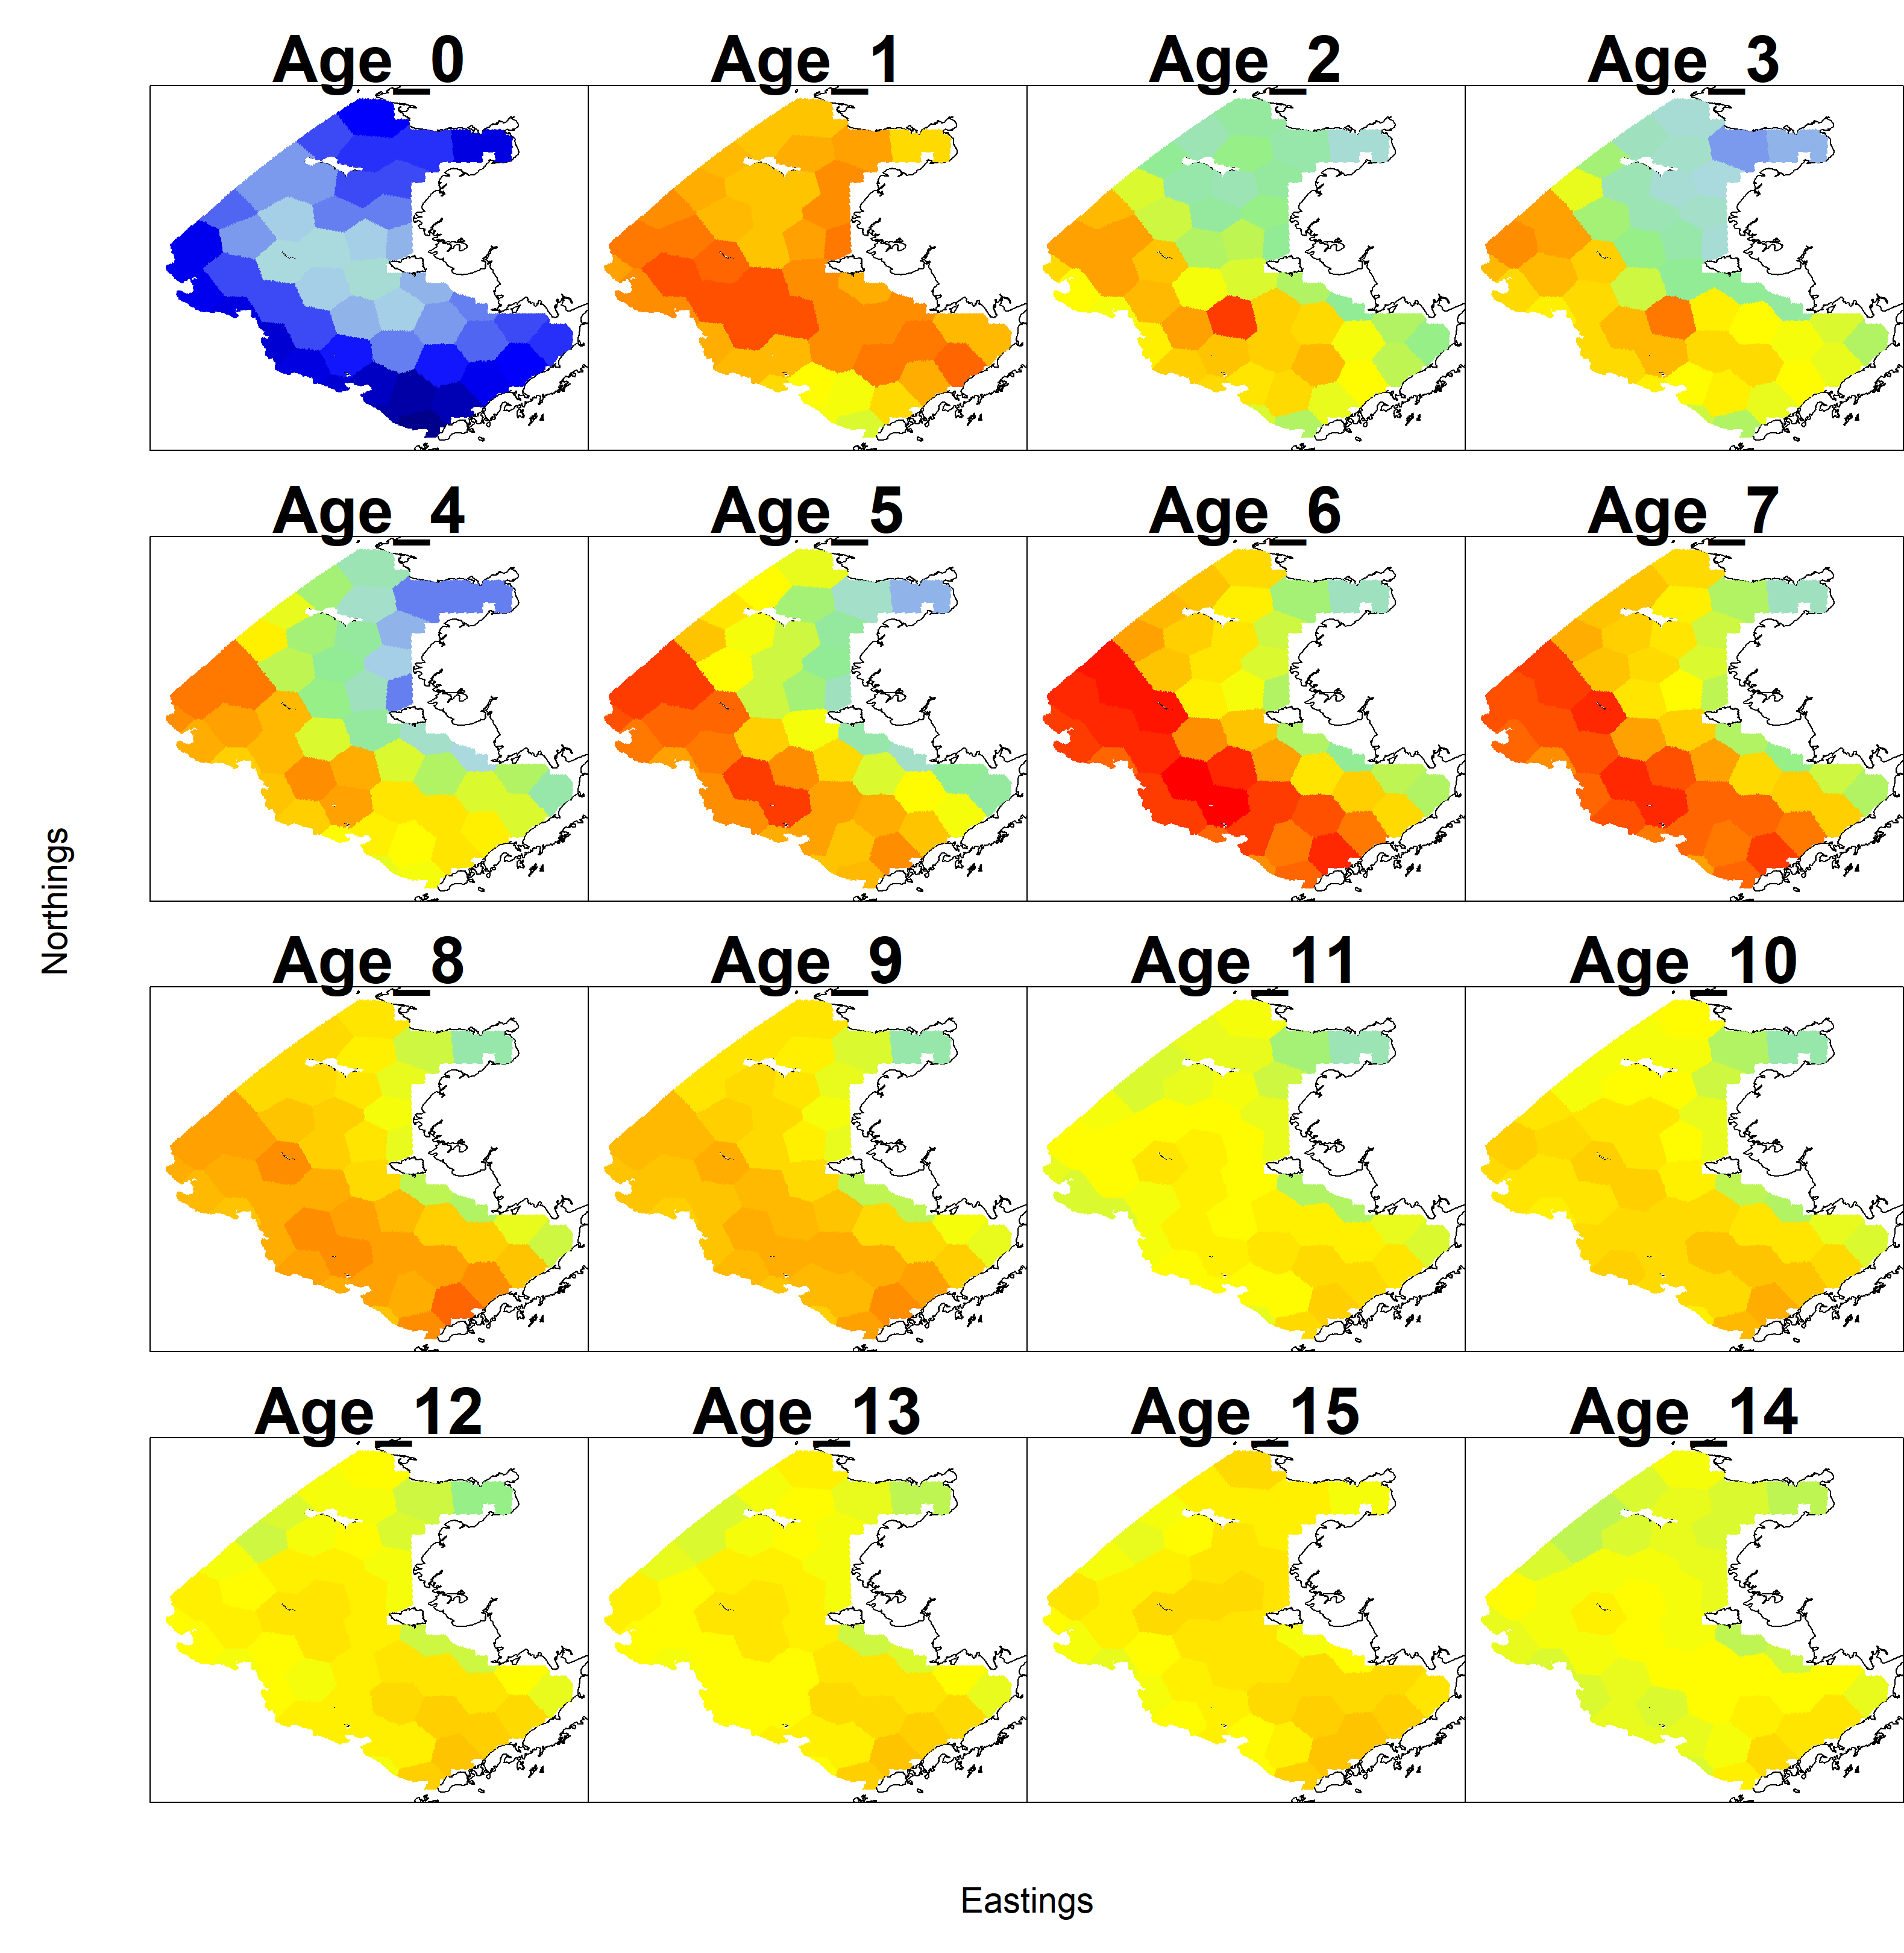 Age_0 Age_1 Age_2 Age_3
Age_4 Age_5 Age_6 Age_7
Northings
Age_8 Age_9 Age_11 Age_10
Age_12 Age_13 Age_15 Age_14
Eastings